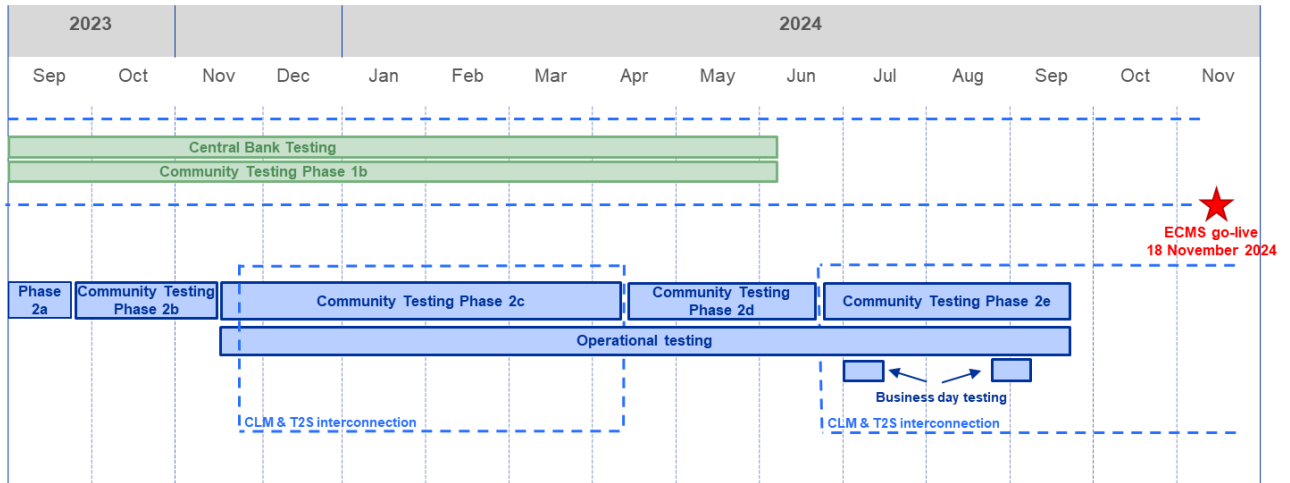 2023
2024
Sep
Oct
Nov
Dec
Jan
Feb
Mar
Apr
May
Jun
Jul
Aug
Sep
Oct
Nov
Central Bank Testing
Community Testing Phase 1b
ECMS go-live
18 November 2024
Phase
2a
Community Testing
Phase 2b
Community Testing Phase 2c
Community Testing
Phase 2d
Community Testing Phase 2e
Operational testing
Business day testing
CLM & T2S interconnection
CLM & T2S interconnection